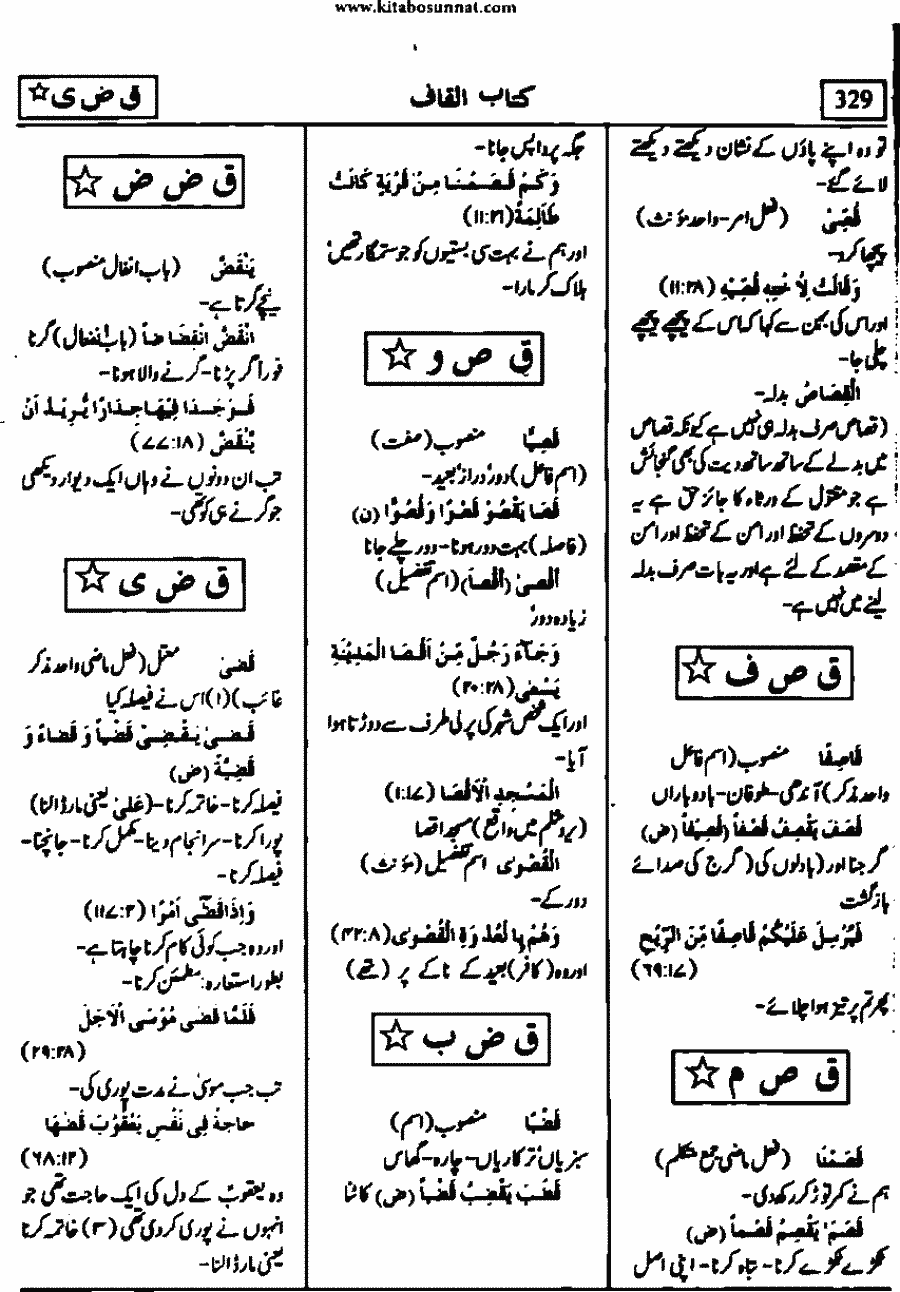 www.kitabosunnat.com
329
کتاب القاف
ق ض ی ☆
تو وہ اپنے پاؤں کے نشان دیکھتے دیکھتے
لائے گئے-
قُصِّیْ (فعل امر-واحد مؤنث)
پیچھا کر-
وَقَالَتْ لِاُ خْتِهٖ قُصِّیْهِ (۱۱:۲۸)
اور اس کی بہن سے کہا کہ اس کے پیچھے پیچھے
چلی جا-
الْقِصَاصُ بدلہ-
(قصاص صرف بدلہ ہی نہیں ہے کیونکہ قصاص
میں بدلے کے ساتھ ساتھ دیت کی بھی گنجائش
ہے جو مقتول کے ورثاء کا جائز حق ہے یہ
دوسروں کے تحفظ اور امن کے تحفظ اور امن
کے مقصد کے لئے ہے اور یہ بات صرف بدلہ
لینے میں نہیں ہے-
ق ص ف ☆
قَاصِفًا منصوب (اسم فاعل
واحد مذکر) آندھی-طوفان-بادوباراں
قَصَفَ یَقْصِفُ قَصْفاً (قَصِیْفاً) (ض)
گرجنا اور (بادلوں کی) گرج کی صدائے
بازگشت
فَیُرْسِلَ عَلَیْکُمْ قَاصِفًا مِّنَ الرِّیْحِ
(۶۹:۱۷)
پھر تم پر تیز ہوا چلائے-
ق ص م ☆
قَصَمْنَا (فعل ماضی جمع متکلم)
ہم نے کمر توڑ کر رکھ دی-
قَصَمَ یَقْصِمُ قَصْماً (ض)
ٹکڑے ٹکڑے کرنا-تباہ کرنا-اپنی اصل
جگہ پر واپس جانا-
وَکَمْ قَصَمْنَا مِنْ قَرْیَةٍ کَانَتْ
ظَالِمَةً (۱۱:۲۱)
اور ہم نے بہت سی بستیوں کو جو ستمگار تھیں
ہلاک کر مارا-
ق ص و ☆
قَصِیًّا منصوب (صفت)
(اسم فاعل) دور دراز بعید-
قَصَا یَقْصُوْ قَصْوًا وَقُصُوًّا (ن)
(فاصلہ) بہت دور ہونا-دور چلے جانا
اَقْصیٰ (اَقْصَا) (اسم تفضیل)
زیادہ دور
وَجَآءَ رَجُلٌ مِّنْ اَقْصَا الْمَدِیْنَةِ
یَسْعٰی (۲۰:۲۸)
اور ایک شخص شہر کی پرلی طرف سے دوڑتا ہوا
آیا-
الْمَسْجِدِ الْاَقْصَا (۱:۱۷)
(یروشلم میں واقع) مسجد اقصا
الْقُصْوٰی اسم تفضیل (مؤنث)
دور کے-
وَهُمْ بِا لْعُدْ وَةِ الْقُصْوٰی (۴۲:۸)
اور وہ (کافر) بعید کے ناکے پر (تھے)
ق ض ب ☆
قَضْبًا منصوب (اسم)
سبزیاں ترکاریاں-چارہ-گھاس
قَضَبَ یَقْضِبُ قَضْباً (ض) کاٹنا
ق ض ض ☆
یَنْقَضَّ (باب انفعال منصوب)
نیچے گرتا ہے-
اِنْقَضَّ اِنْقِضَا ضاً (باب انفعال) گرنا
فوراً گر پڑنا-گرنے والا ہونا-
فَوَجَدَا فِیْهَاجِدَارًا یُّرِیْدُ اَنْ
یَّنْقَضَّ (۷۷:۱۸)
تب ان دونوں نے وہاں ایک دیوار دیکھی
جو گرنے ہی کو تھی-
ق ض ی ☆
قَضٰی معتل (فعل ماضی واحد مذکر
غائب) (۱) اس نے فیصلہ کیا
قَضیٰ یَقْضِیْ قَضْیاً وَ قَضَاءً وَ
قَضِیَّةً (ض)
فیصلہ کرنا-خاتمہ کرنا-(عَلیٰ یعنی مار ڈالنا)
پورا کرنا-سر انجام دینا-مکمل کرنا-جانچنا-
فیصلہ کرنا-
وَاِذَا قَضٰٓی اَمْرًا (۱۱۷:۲)
اور وہ جب کوئی کام کرنا چاہتا ہے-
بطور استعارہ: مطمئن کرنا-
فَلَمَّا قَضٰی مُوْسَی الْاَجَلَ
(۲۹:۲۸)
تب جب موسیٰ نے مدت پوری کی-
حَاجَةً فِی نَفْسِ یَعْقُوْبَ قَضٰهَا
(۶۸:۱۲)
وہ یعقوب کے دل کی ایک حاجت تھی جو
انہوں نے پوری کر دی تھی (۳) خاتمہ کرنا
یعنی مار ڈالنا-